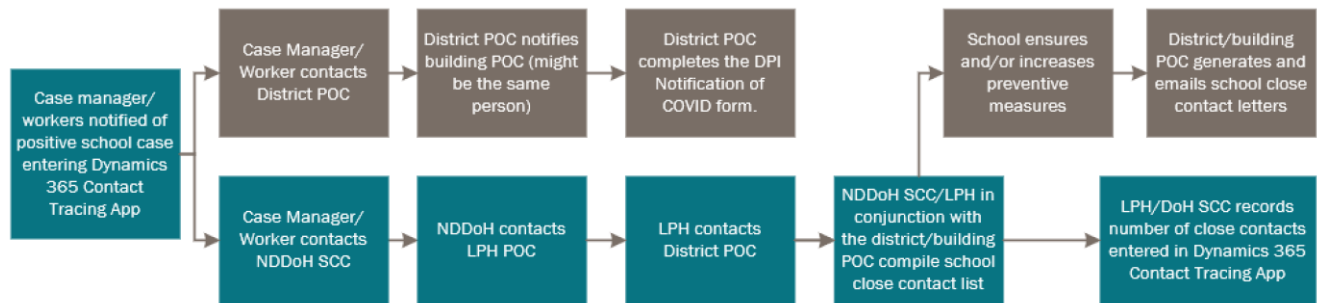 Case manager/
workers notified of
positive school case
entering Dynamics
365 Contact
Tracing App
Case Manager/
Worker contacts
District POC
District POC notifies
building POC (might
be the same
person)
District POC
completes the DPI
Notification of
COVID form.
Case Manager/
Worker contacts
NDDoH SCC
NDDoH contacts
LPH POC
LPH contacts
District POC
NDDoH SCC/LPH in
conjunction with
the district/building
POC compile school
close contact list
School ensures
and/or increases
preventive
measures
District/building
POC generates and
emails school close
contact letters
LPH/DoH SCC records
number of close contacts
entered in Dynamics 365
Contact Tracing App